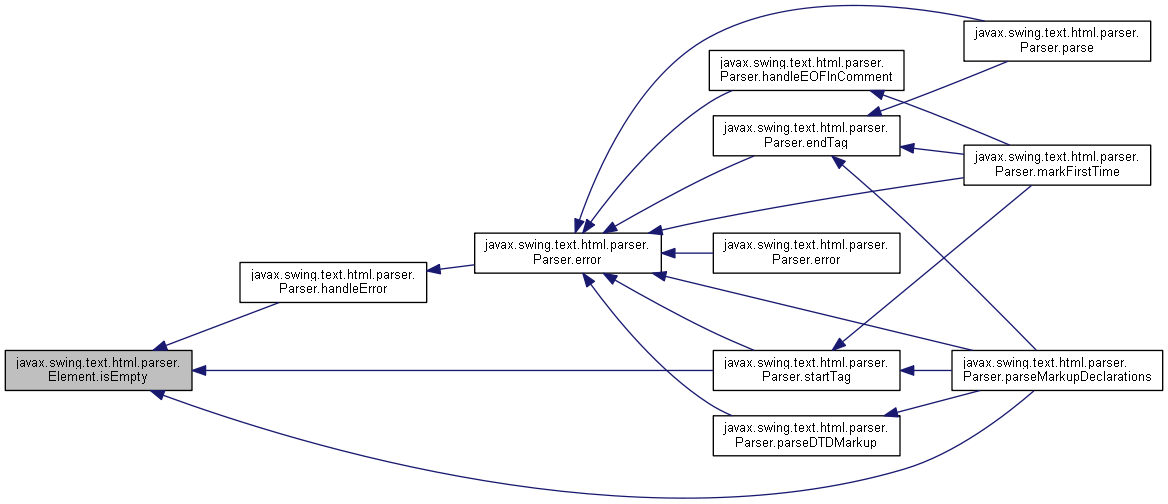 javax.swing.text.html.parser.
Parser.parse
javax.swing.text.html.parser.
Parser.handleEOFInComment
javax.swing.text.html.parser.
Parser.endTag
javax.swing.text.html.parser.
Parser.markFirstTime
javax.swing.text.html.parser.
Parser.error
javax.swing.text.html.parser.
Parser.error
javax.swing.text.html.parser.
Parser.handleError
javax.swing.text.html.parser.
Element.isEmpty
javax.swing.text.html.parser.
Parser.startTag
javax.swing.text.html.parser.
Parser.parseMarkupDeclarations
javax.swing.text.html.parser.
Parser.parseDTDMarkup